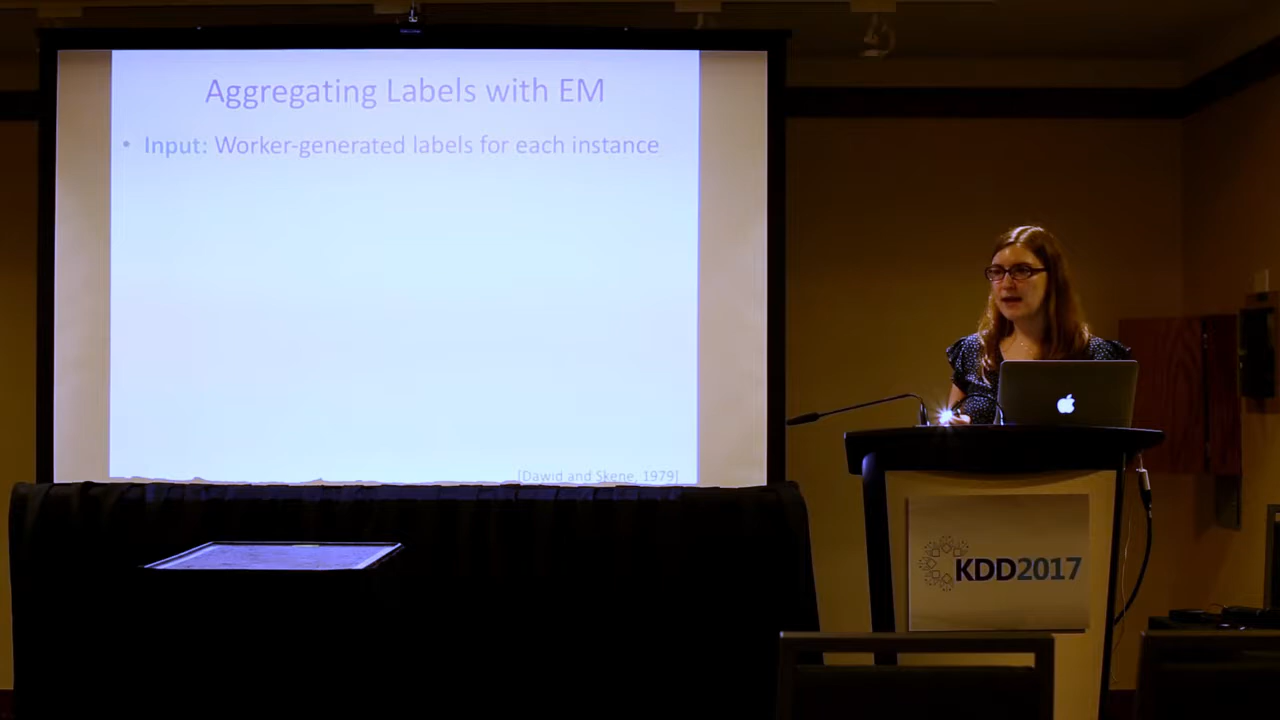 Aggregating Labels with EM
• Input: Worker-generated labels for each instance
[Dawid and Skene, 1979]
KDD2017